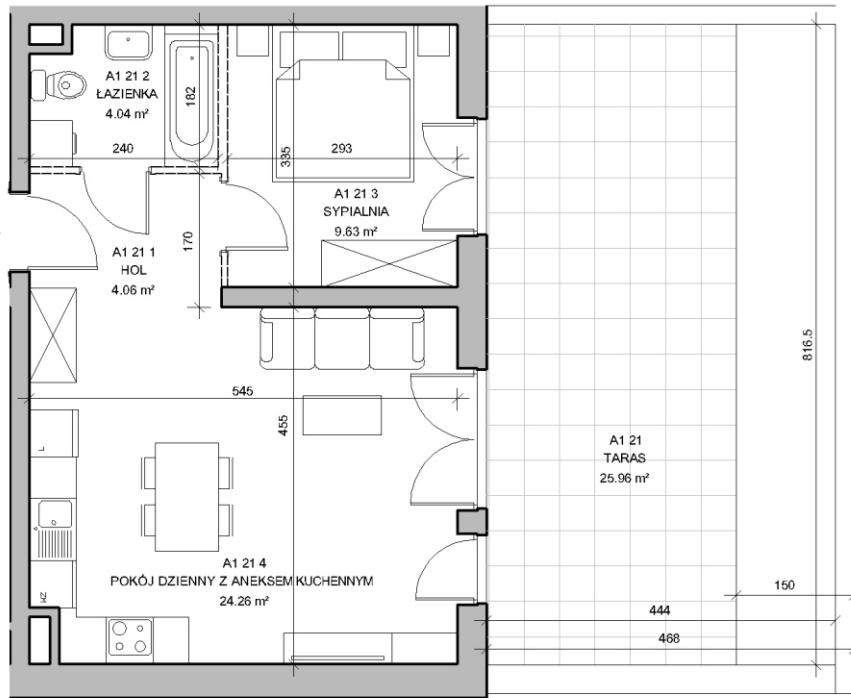 A1 21 2
ŁAZIENKA
4.04 m²
182
240
335
293
A1 21 3
SYPIALNIA
9.63 m²
A1 21 1
HOL
4.06 m²
170
816.5
545
455
L
A1 21
TARAS
25.96 m²
A1 21 4
POKÓJ DZIENNY Z ANEKSEM KUCHENNYM
24.26 m²
ZM
150
444
468